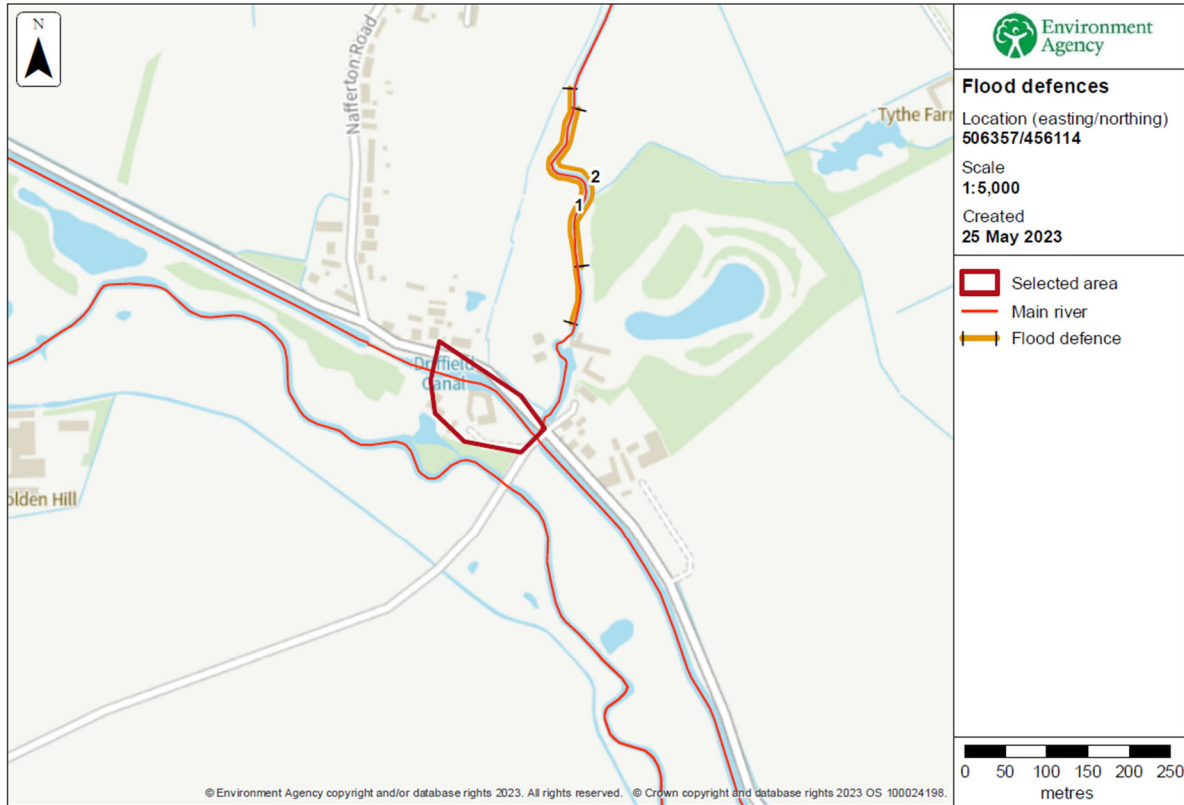 N
Nafferton Road
Tythe Farm
2
1
Driffield
Canal
olden Hill
© Environment Agency copyright and/or database rights 2023. All rights reserved. © Crown copyright and database rights 2023 OS 100024198.
Environment
Agency
Flood defences
Location (easting/northing)
506357/456114
Scale
1:5,000
Created
25 May 2023
Selected area
Main river
Flood defence
0 50 100 150 200 250
metres